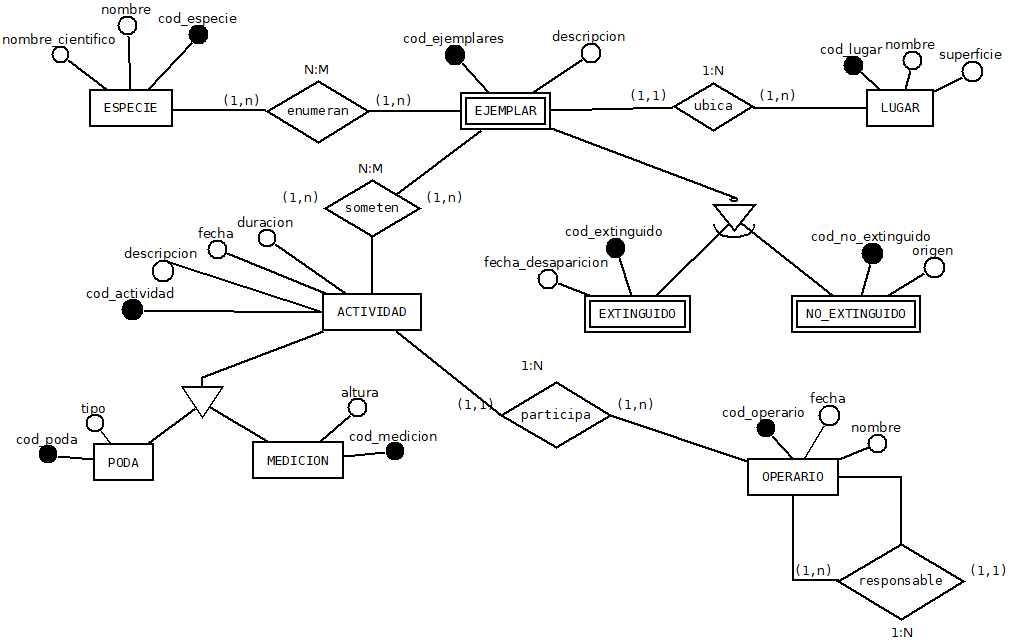 nombre
cod_especie
nombre_cientifico
ESPECIE
N:M
(1,n)
enumeran
(1,n)
cod_ejemplares
descripcion
EJEMPLAR
1:N
(1,1)
ubica
(1,n)
cod_lugar
nombre
superficie
LUGAR
N:M
(1,n)
someten
(1,n)
duracion
fecha
descripcion
cod_actividad
ACTIVIDAD
cod_extinguido
fecha_desaparicion
EXTINGUIDO
cod_no_extinguido
origen
NO_EXTINGUIDO
1:N
(1,1)
participa
(1,n)
tipo
cod_poda
PODA
altura
cod_medicion
MEDICION
fecha
cod_operario
nombre
OPERARIO
(1,n)
responsable
(1,1)
1:N